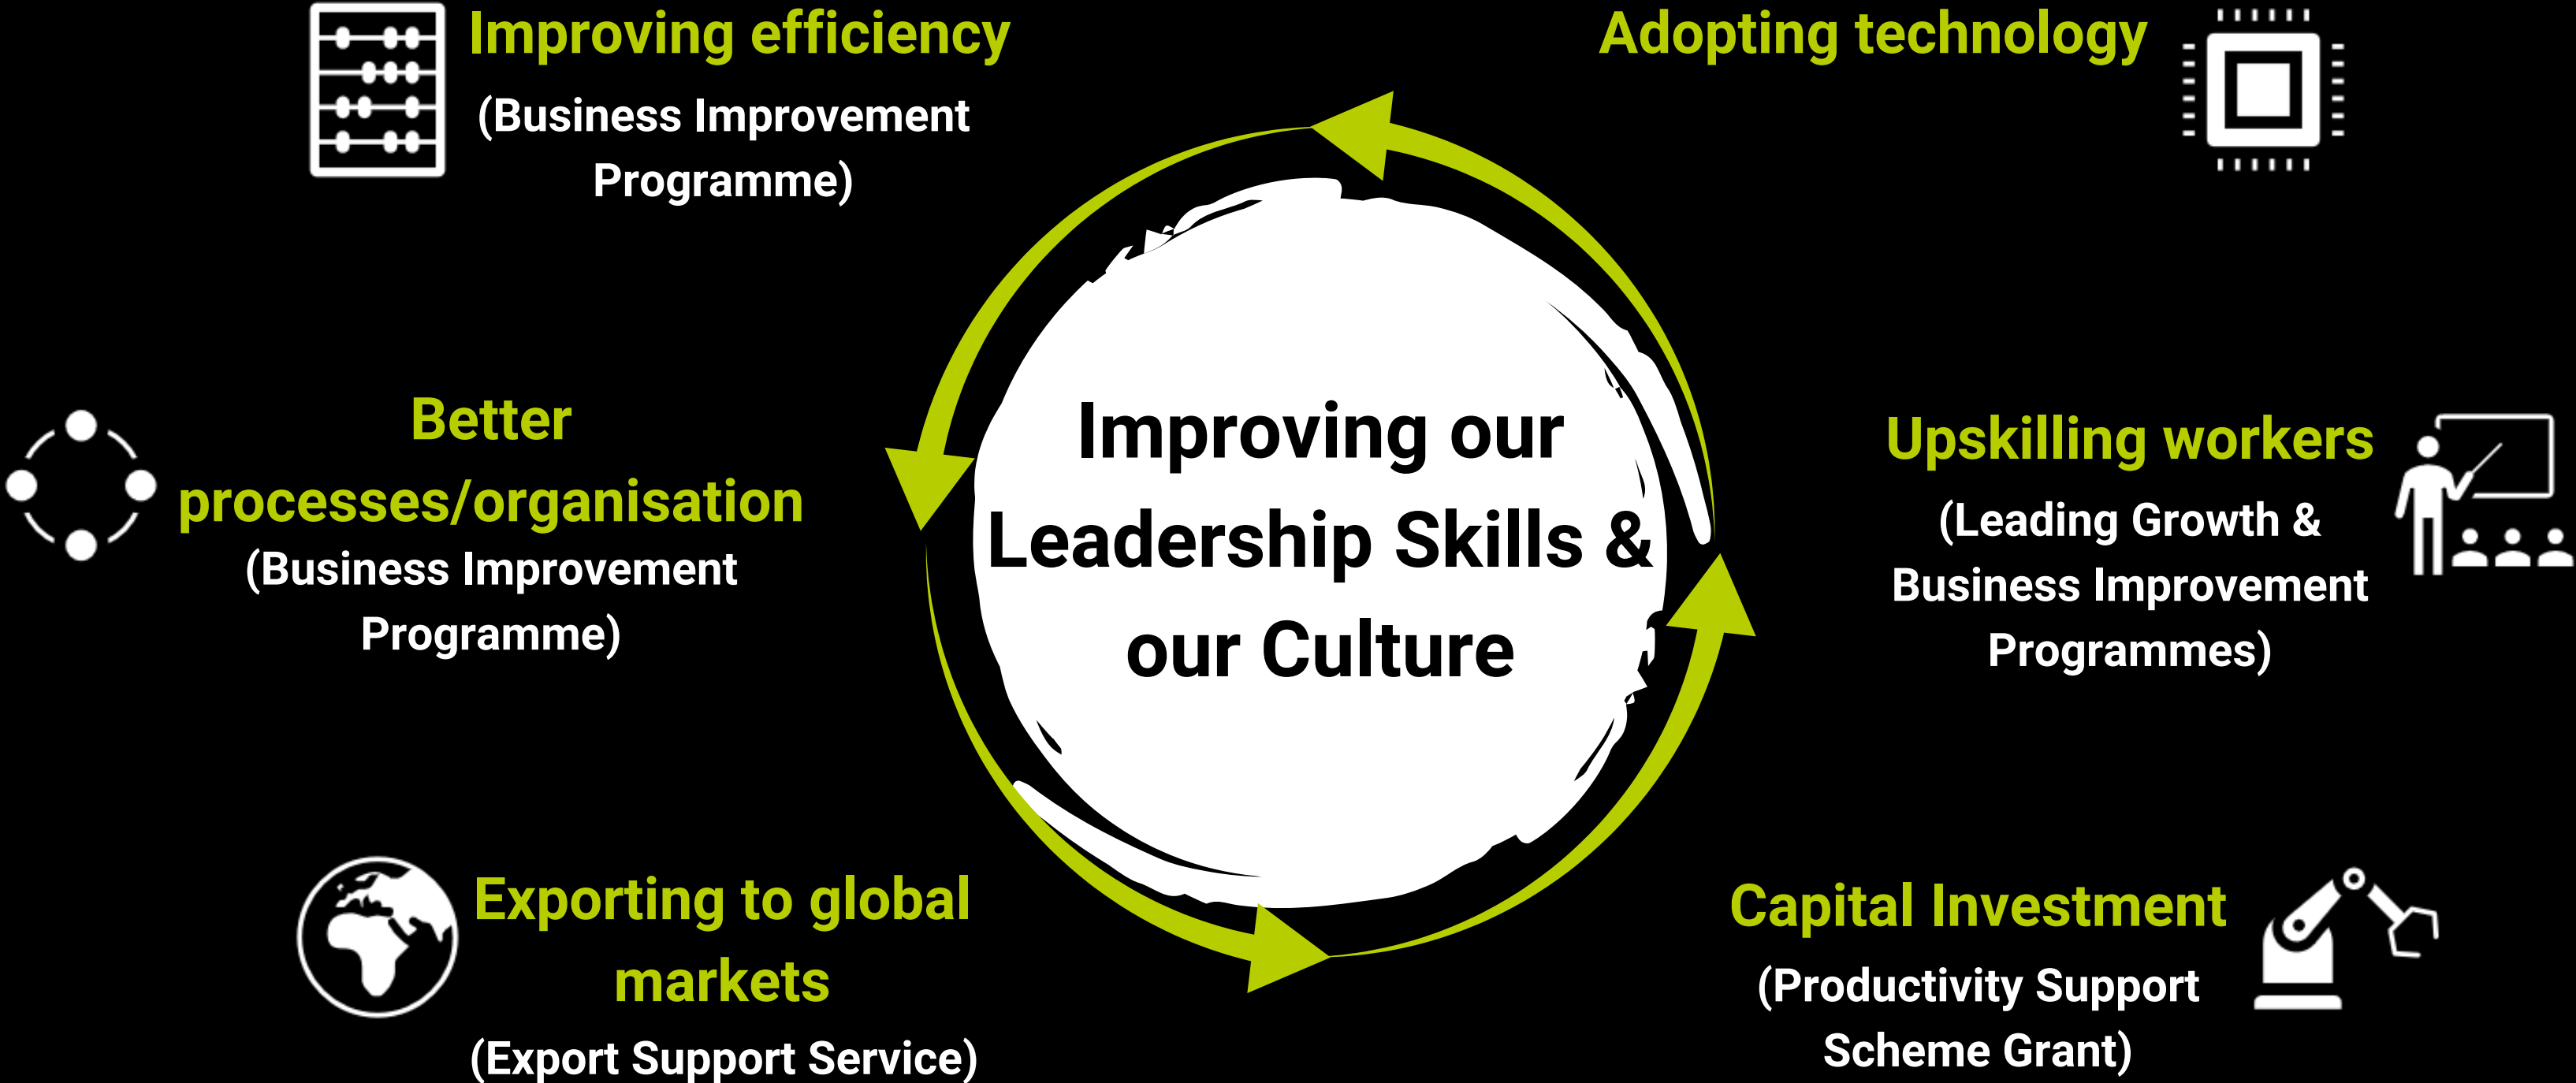 Improving efficiency
(Business Improvement
Programme)
Adopting technology
Better
processes/organisation
(Business Improvement
Programme)
Improving our
Leadership Skills &
our Culture
Upskilling workers
(Leading Growth &
Business Improvement
Programmes)
Exporting to global
markets
(Export Support Service)
Capital Investment
(Productivity Support
Scheme Grant)